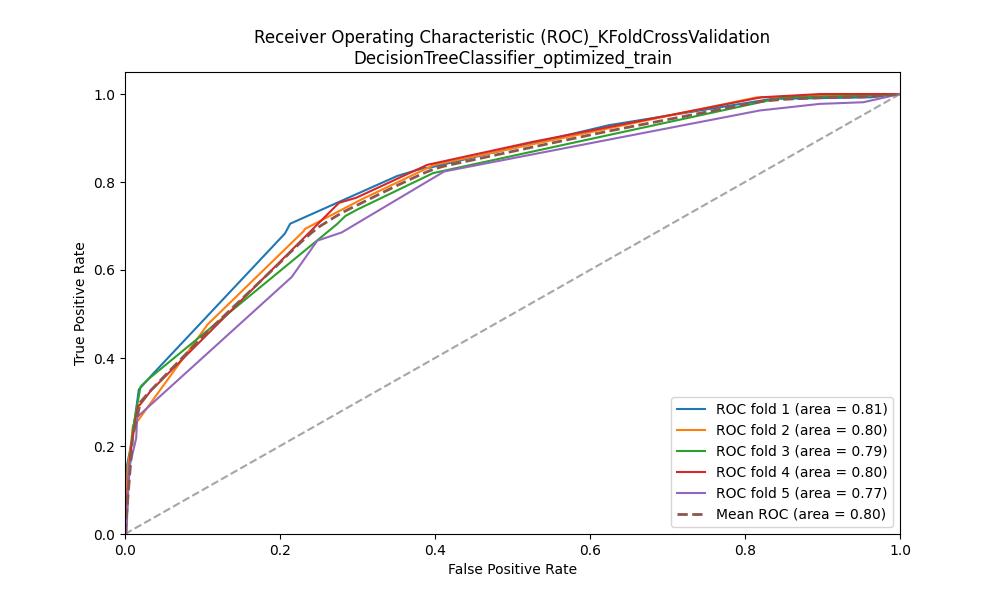 Receiver Operating Characteristic (ROC)_KFoldCrossValidation
DecisionTreeClassifier_optimized_train
True Positive Rate
1.0
0.8
0.6
0.4
0.2
0.0
ROC fold 1 (area = 0.81)
ROC fold 2 (area = 0.80)
ROC fold 3 (area = 0.79)
ROC fold 4 (area = 0.80)
ROC fold 5 (area = 0.77)
Mean ROC (area = 0.80)
0.0 0.2 0.4 0.6 0.8 1.0
False Positive Rate